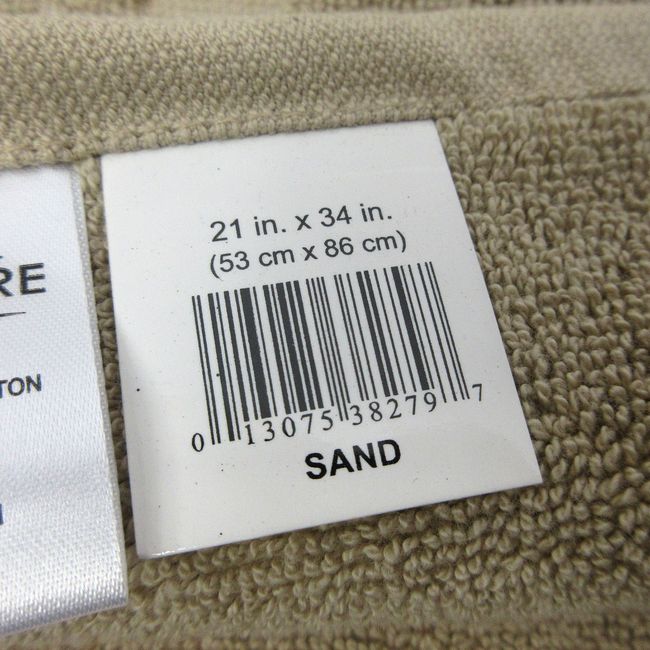 RE
TON
21 in. x 34 in.
(53 cm x 86 cm)
0 13075 38279 7
SAND